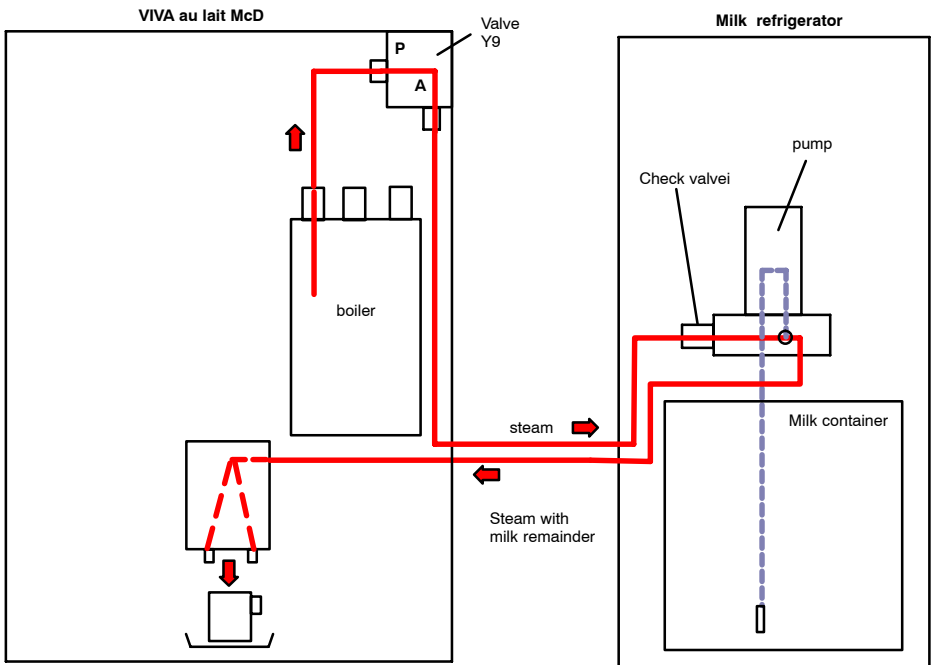 VIVA au lait McD
Milk refrigerator
Valve
Y9
P
A
pump
Check valvei
boiler
Milk container
steam
Steam with
milk remainder